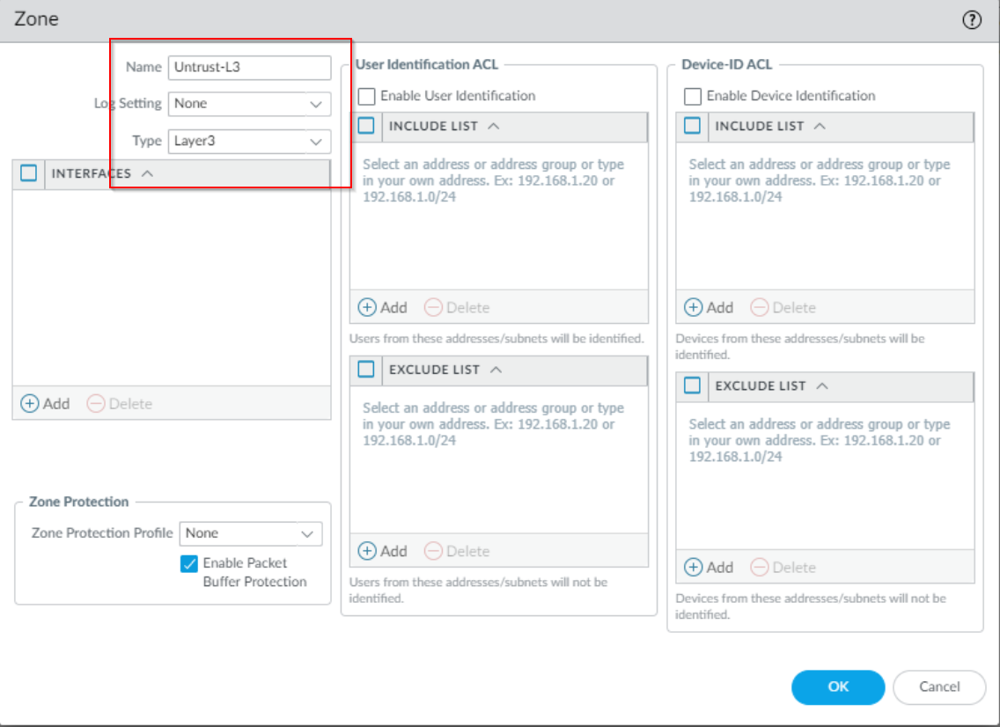 Zone
Name Untrust-L3
Log Setting None
Type Layer3
INTERFACES
Add Delete
Zone Protection
Zone Protection Profile None
Enable Packet
Buffer Protection
User Identification ACL
Enable User Identification
INCLUDE LIST
Select an address or address group or type
in your own address. Ex: 192.168.1.20 or
192.168.1.0/24
Add Delete
Users from these addresses/subnets will be identified.
EXCLUDE LIST
Select an address or address group or type
in your own address. Ex: 192.168.1.20 or
192.168.1.0/24
Add Delete
Users from these addresses/subnets will not be
identified.
Device-ID ACL
Enable Device Identification
INCLUDE LIST
Select an address or address group or type
in your own address. Ex: 192.168.1.20 or
192.168.1.0/24
Add Delete
Devices from these addresses/subnets will be
identified.
EXCLUDE LIST
Select an address or address group or type
in your own address. Ex: 192.168.1.20 or
192.168.1.0/24
Add Delete
Devices from these addresses/subnets will not be
identified.
OK Cancel